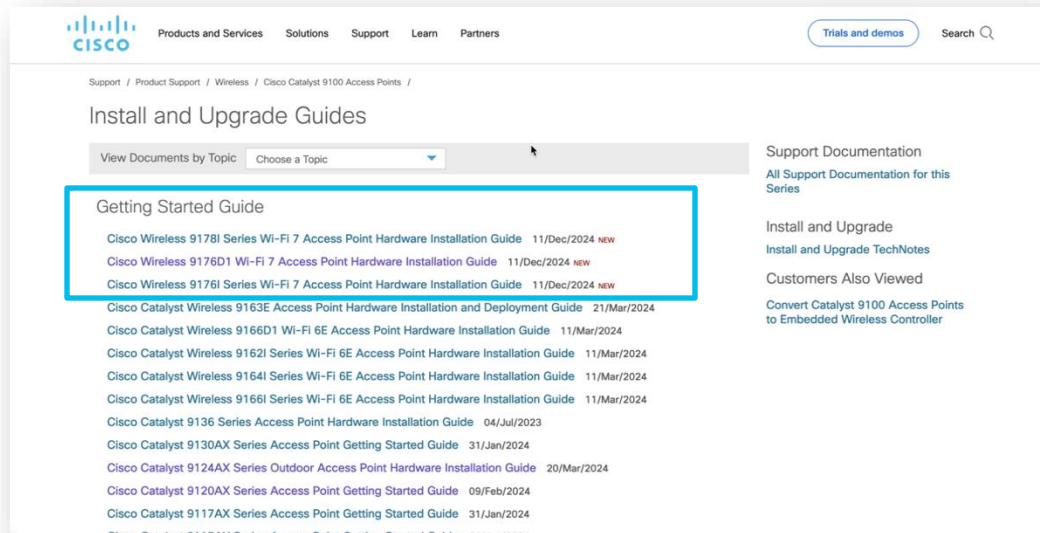 CISCO
Products and Services Solutions Support Learn Partners
Trials and demos
Search
Support / Product Support / Wireless / Cisco Catalyst 9100 Access Points /
Install and Upgrade Guides
View Documents by Topic Choose a Topic
Getting Started Guide
Cisco Wireless 9178I Series Wi-Fi 7 Access Point Hardware Installation Guide 11/Dec/2024 NEW
Cisco Wireless 9176D1 Wi-Fi 7 Access Point Hardware Installation Guide 11/Dec/2024 NEW
Cisco Wireless 9176I Series Wi-Fi 7 Access Point Hardware Installation Guide 11/Dec/2024 NEW
Cisco Catalyst Wireless 9163E Access Point Hardware Installation and Deployment Guide 21/Mar/2024
Cisco Catalyst Wireless 9166D1 Wi-Fi 6E Access Point Hardware Installation Guide 11/Mar/2024
Cisco Catalyst Wireless 9162I Series Wi-Fi 6E Access Point Hardware Installation Guide 11/Mar/2024
Cisco Catalyst Wireless 9164I Series Wi-Fi 6E Access Point Hardware Installation Guide 11/Mar/2024
Cisco Catalyst Wireless 9166I Series Wi-Fi 6E Access Point Hardware Installation Guide 11/Mar/2024
Cisco Catalyst 9136 Series Access Point Hardware Installation Guide 04/Jul/2023
Cisco Catalyst 9130AX Series Access Point Getting Started Guide 31/Jan/2024
Cisco Catalyst 9124AX Series Outdoor Access Point Hardware Installation Guide 20/Mar/2024
Cisco Catalyst 9120AX Series Access Point Getting Started Guide 09/Feb/2024
Cisco Catalyst 9117AX Series Access Point Getting Started Guide 31/Jan/2024
Support Documentation
All Support Documentation for this
Series
Install and Upgrade
Install and Upgrade TechNotes
Customers Also Viewed
Convert Catalyst 9100 Access Points
to Embedded Wireless Controller